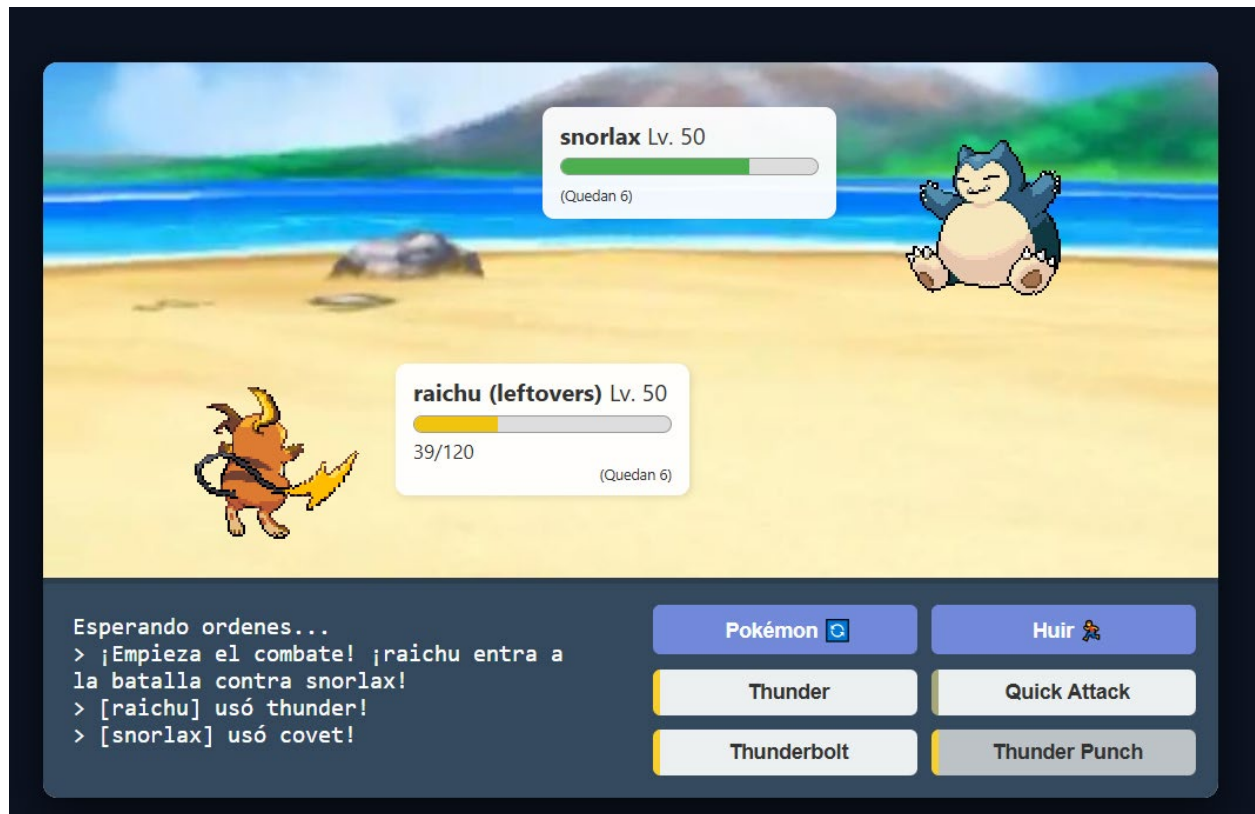 snorlax Lv. 50
(Quedan 6)
raichu (leftovers) Lv. 50
39/120
(Quedan 6)
Esperando ordenes...
> ¡Empieza el combate! ¡raichu entra a
la batalla contra snorlax!
> [raichu] usó thunder!
> [snorlax] usó covet!
Pokémon 🔄
Huir 🏃
Thunder
Quick Attack
Thunderbolt
Thunder Punch